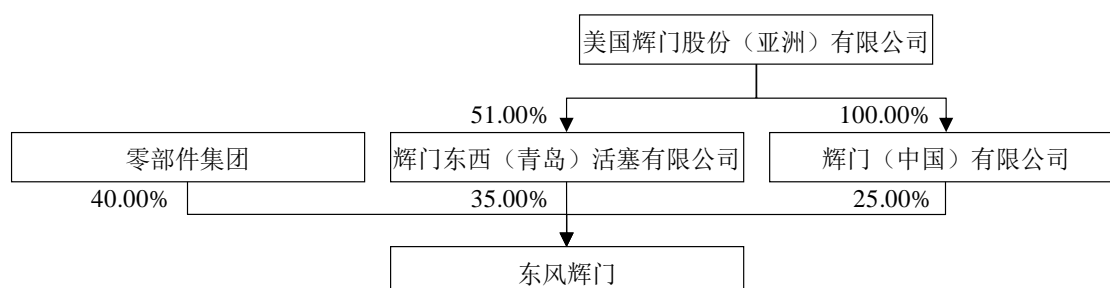 美国辉门股份（亚洲）有限公司
51.00%
100.00%
零部件集团
辉门东西（青岛）活塞有限公司
辉门（中国）有限公司
40.00%
35.00%
25.00%
东风辉门